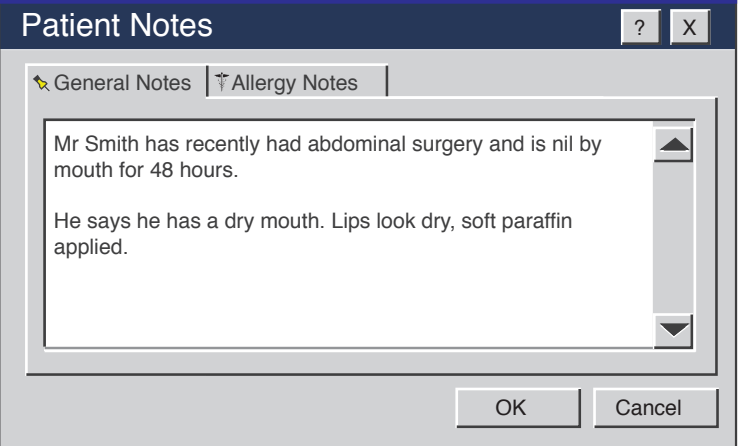 Patient Notes
? X
General Notes Allergy Notes
Mr Smith has recently had abdominal surgery and is nil by
mouth for 48 hours.
He says he has a dry mouth. Lips look dry, soft paraffin
applied.
OK Cancel